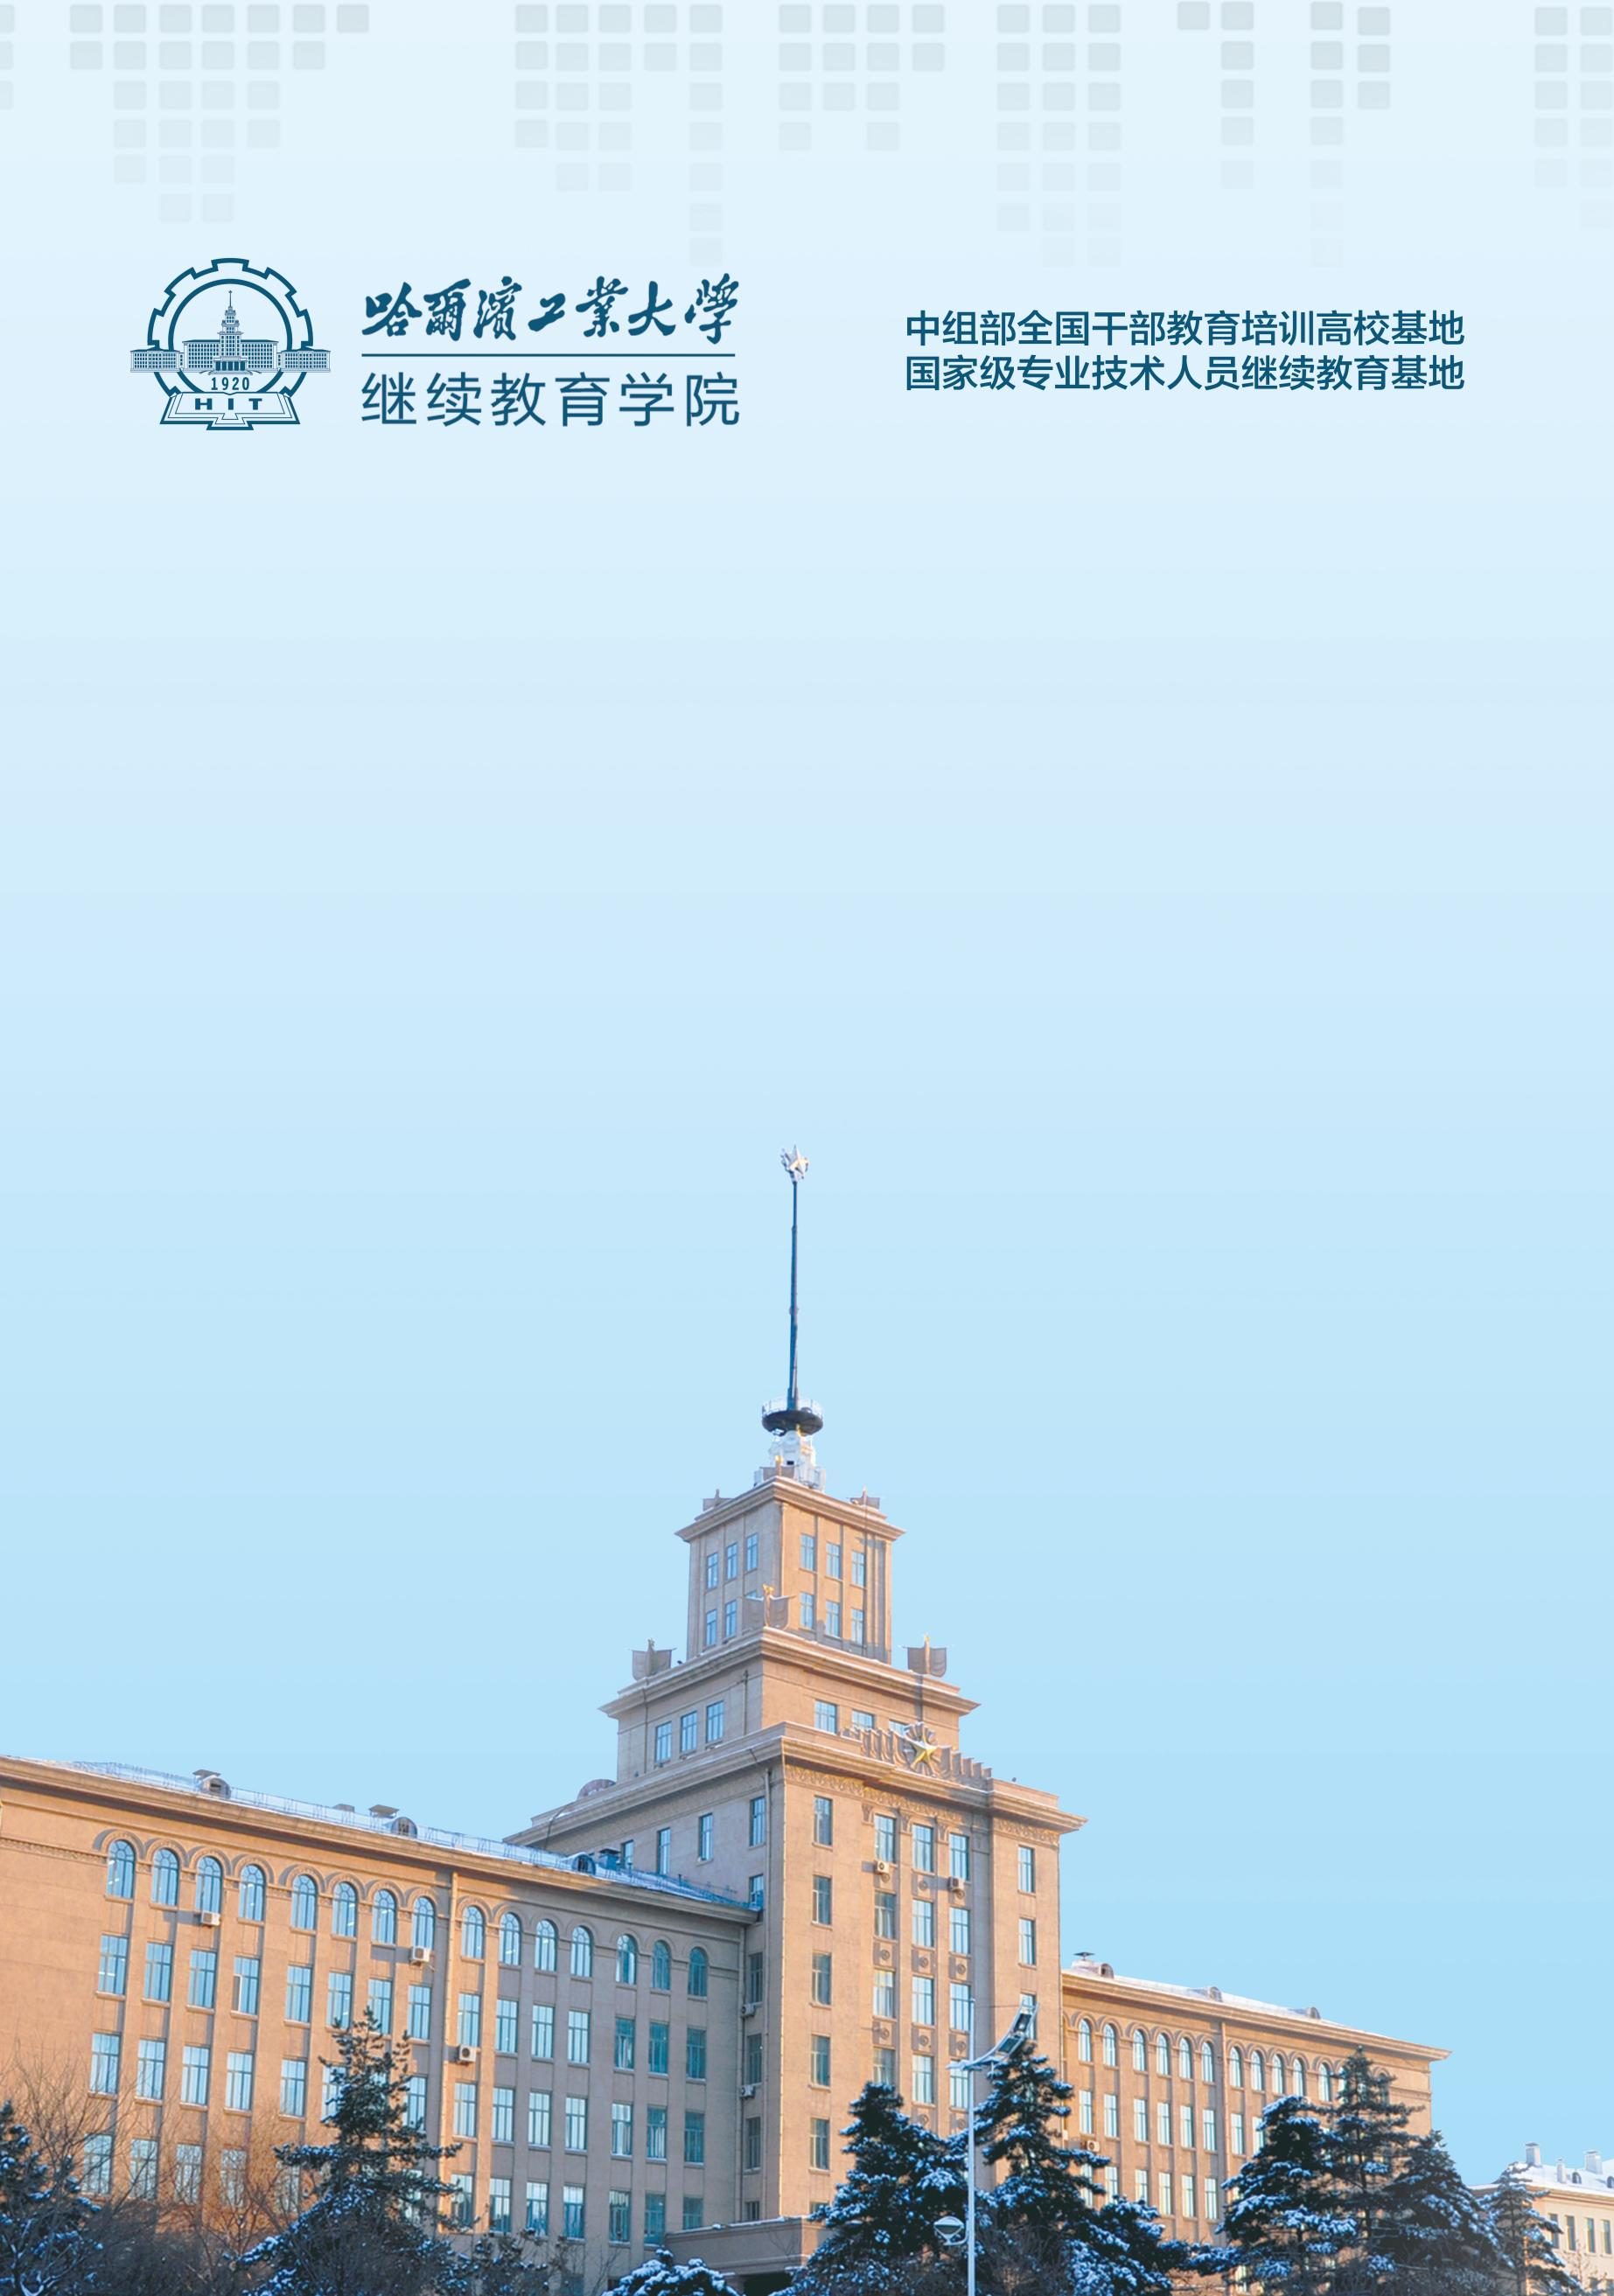 哈爾濱工業大學
继续教育学院
1920
HIT
中组部全国干部教育培训高校基地
国家级专业技术人员继续教育基地